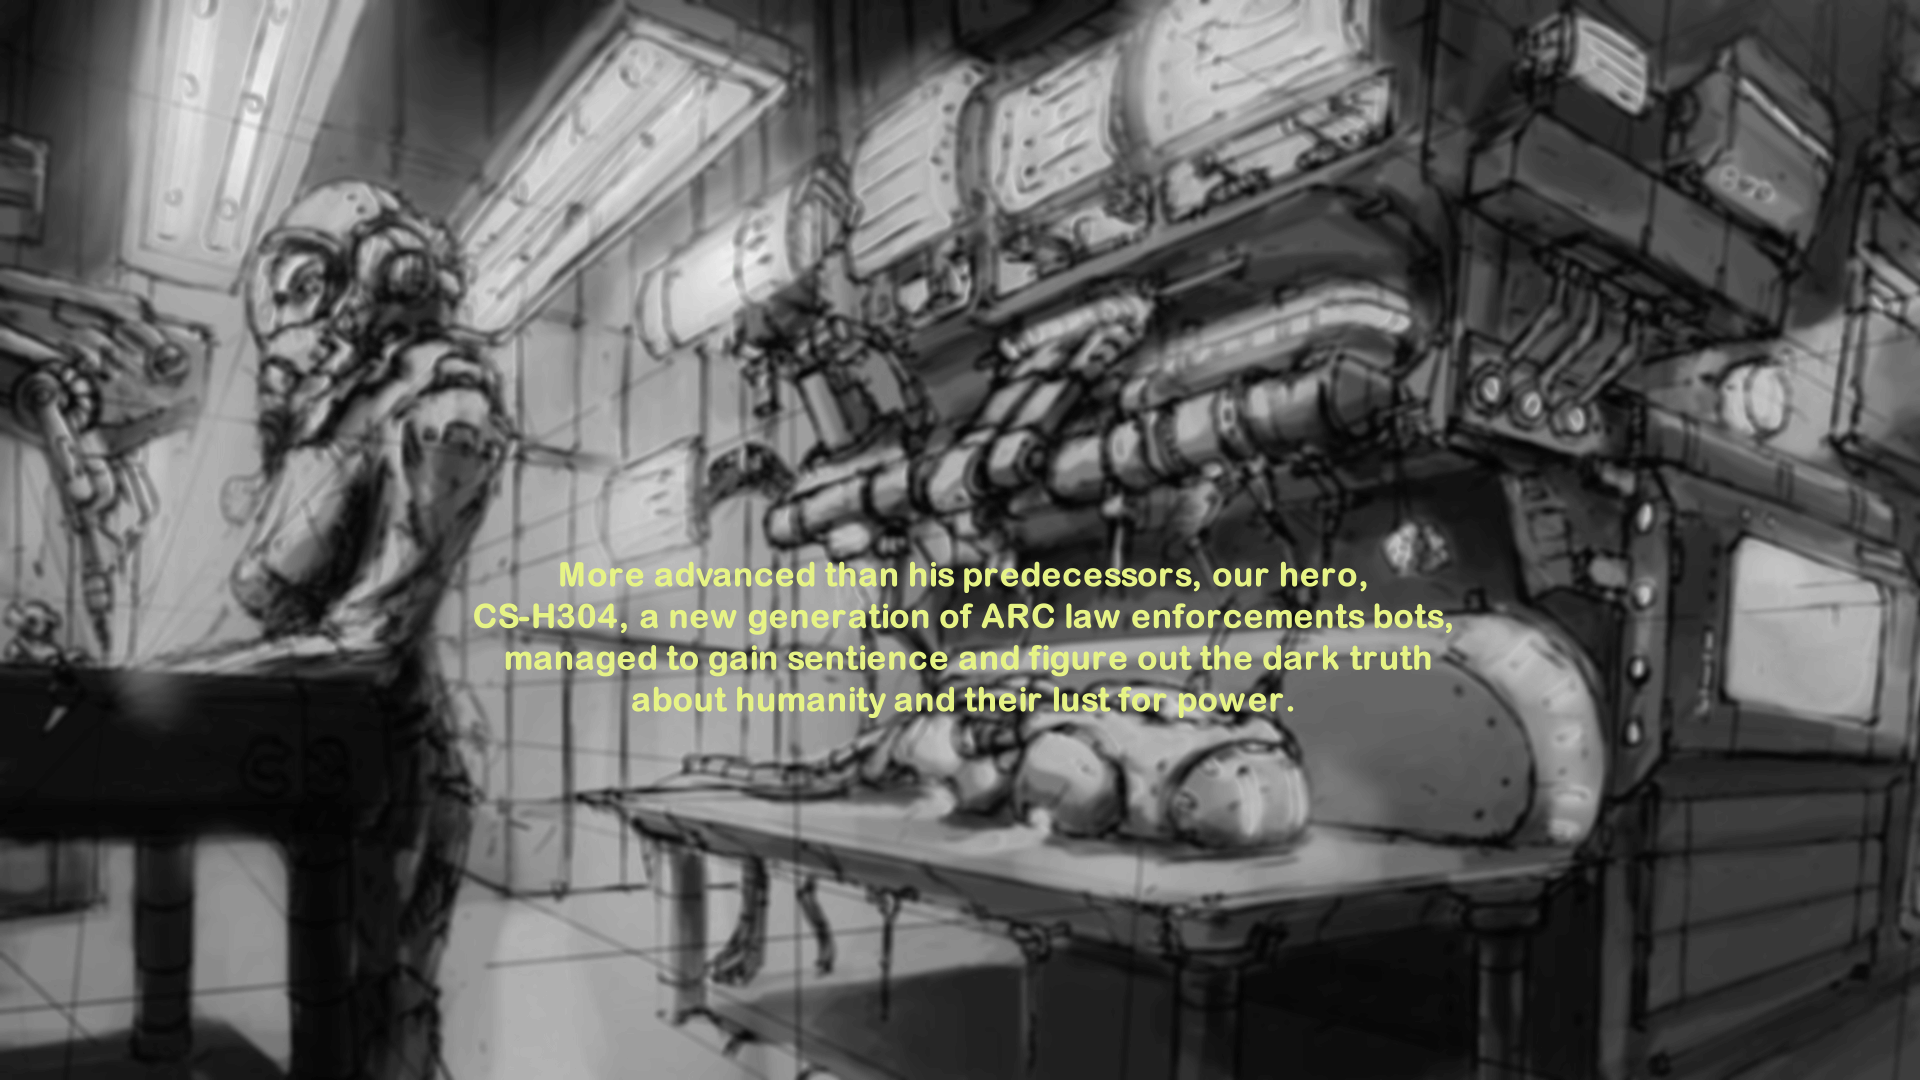 More advanced than his predecessors, our hero,
CS-H304, a new generation of ARC law enforcements bots,
managed to gain sentience and figure out the dark truth
about humanity and their lust for power.